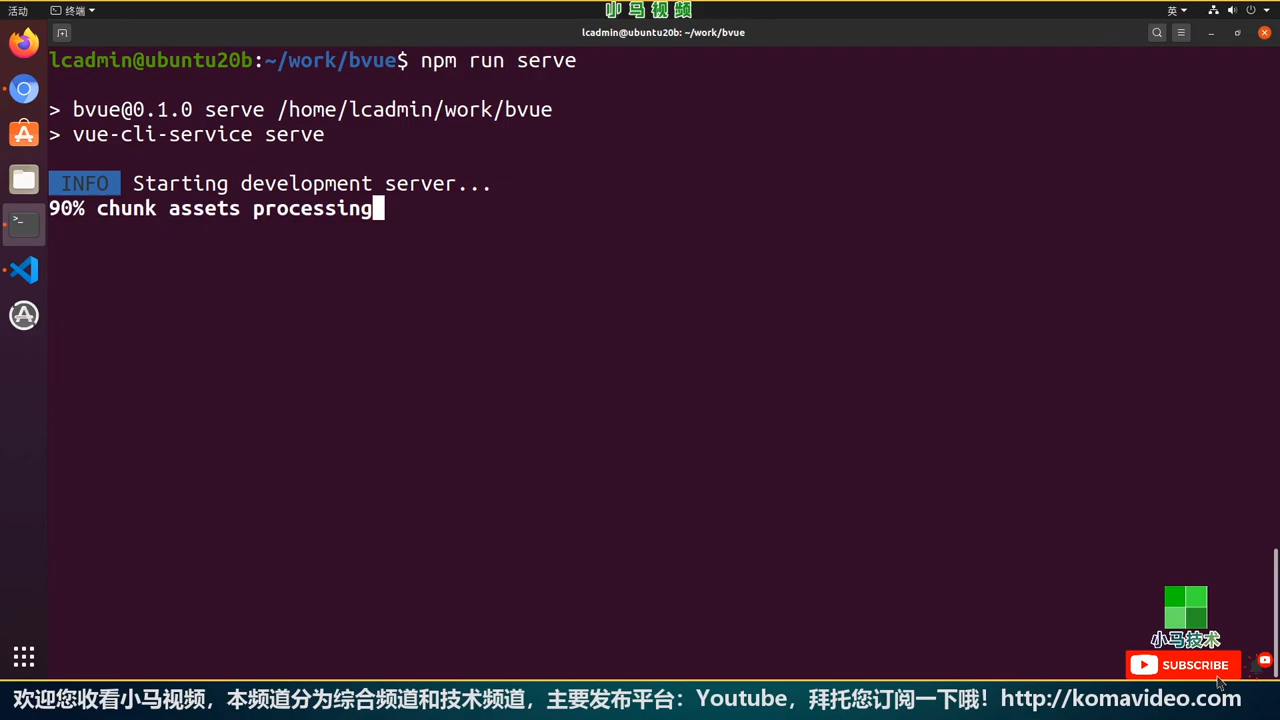 活动
终端
小马视频
英
lcadmin@ubuntu20b: ~/work/bvue
lcadmin@ubuntu20b:~/work/bvue$ npm run serve
> bvue@0.1.0 serve /home/lcadmin/work/bvue
> vue-cli-service serve
INFO Starting development server...
90% chunk assets processing
小马技术
SUBSCRIBE
欢迎您收看小马视频，本频道分为综合频道和技术频道，主要发布平台：Youtube，拜托您订阅一下哦！http://komavideo.com